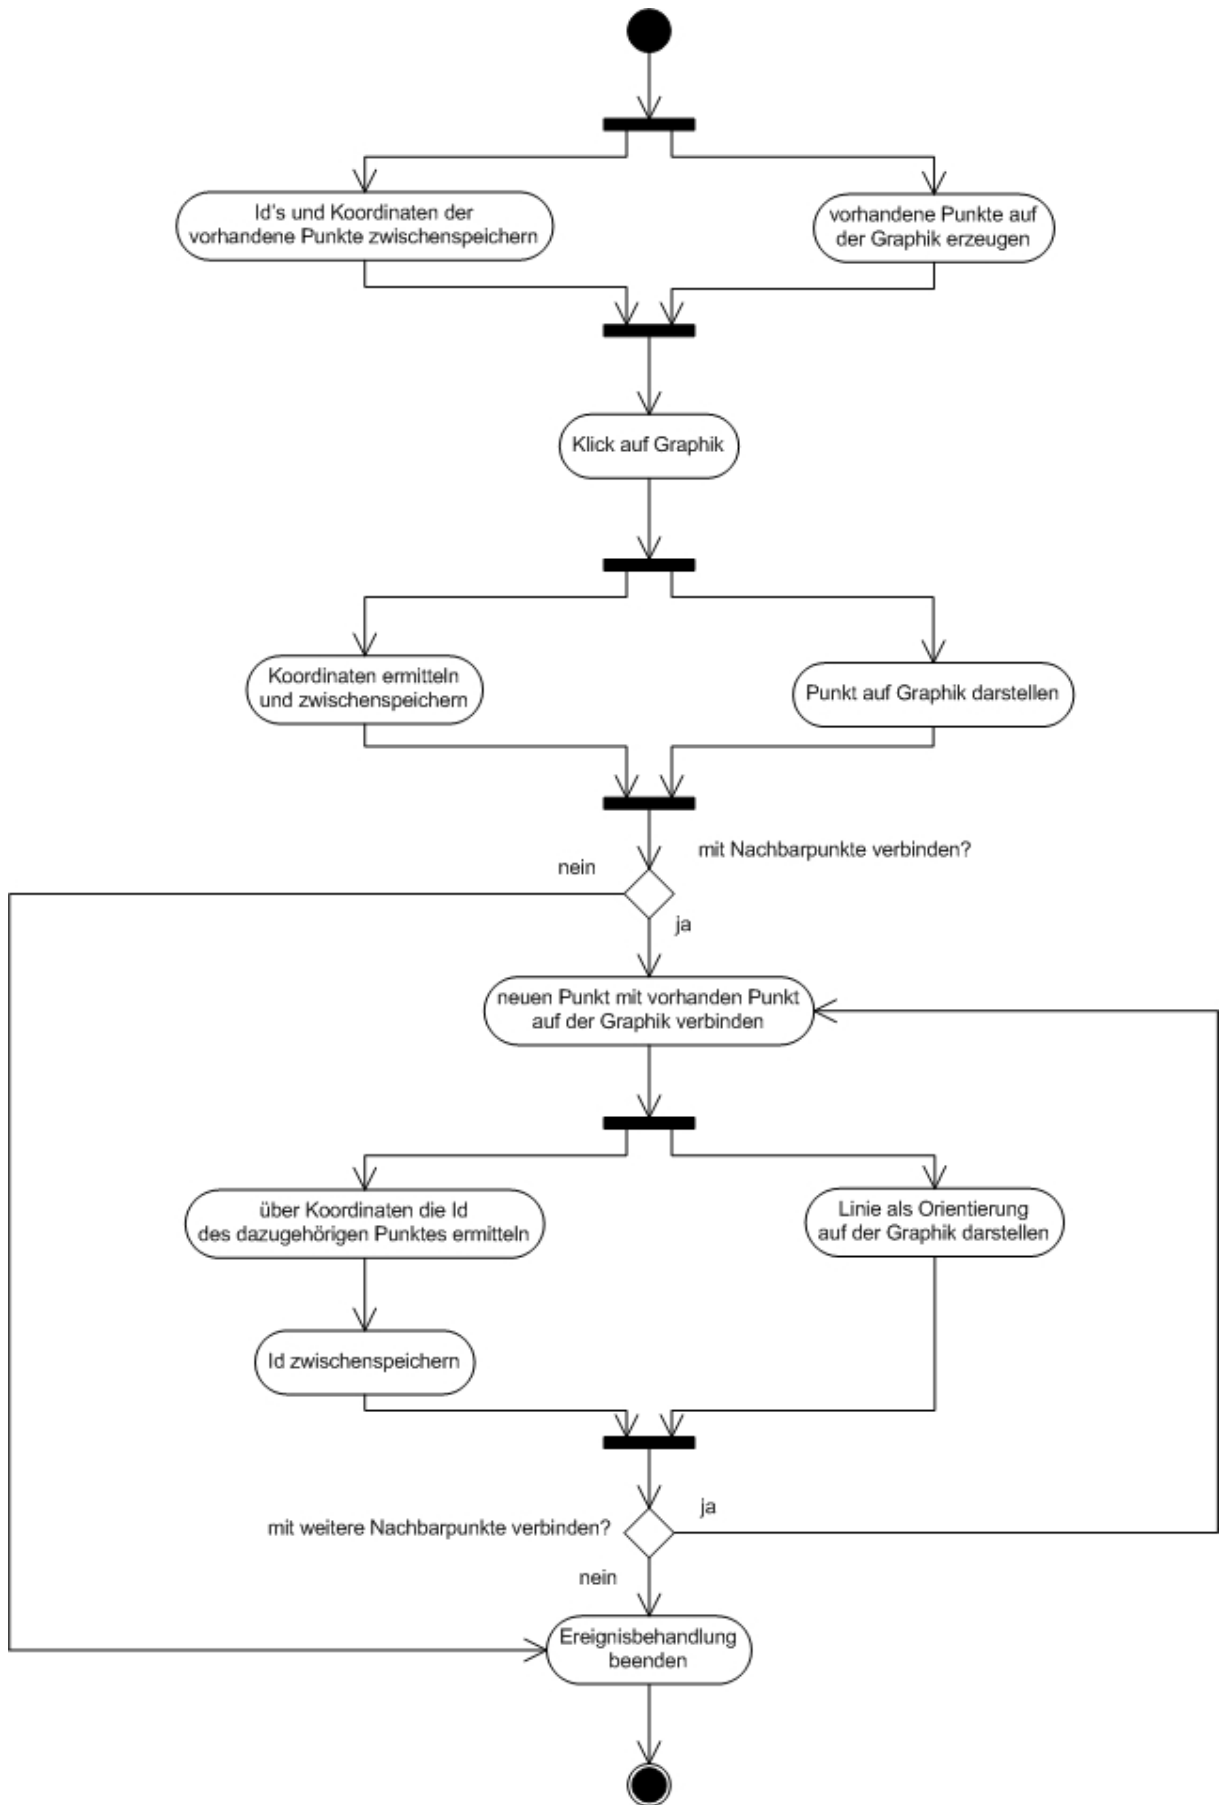 Id's und Koordinaten der
vorhandene Punkte zwischenspeichern
vorhandene Punkte auf
der Graphik erzeugen
Klick auf Graphik
Koordinaten ermitteln
und zwischenspeichern
Punkt auf Graphik darstellen
mit Nachbarpunkte verbinden?
nein
ja
neuen Punkt mit vorhanden Punkt
auf der Graphik verbinden
über Koordinaten die Id
des dazugehörigen Punktes ermitteln
Linie als Orientierung
auf der Graphik darstellen
Id zwischenspeichern
ja
mit weitere Nachbarpunkte verbinden?
nein
Ereignisbehandlung
beenden